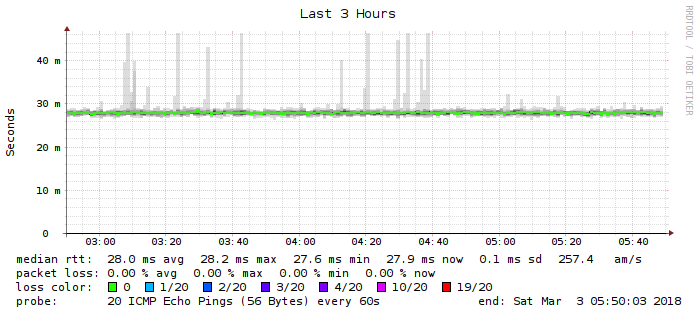 Last 3 Hours
RRDTOOL / TOBI OETIKER
Seconds
40 m
30 m
20 m
10 m
0
03:00 03:20 03:40 04:00 04:20 04:40 05:00 05:20 05:40
median rtt: 28.0 ms avg 28.2 ms max 27.6 ms min 27.9 ms now 0.1 ms sd 257.4 am/s
packet loss: 0.00 % avg 0.00 % max 0.00 % min 0.00 % now
loss color: 0 1/20 2/20 3/20 4/20 10/20 19/20
probe: 20 ICMP Echo Pings (56 Bytes) every 60s end: Sat Mar 3 05:50:03 2018